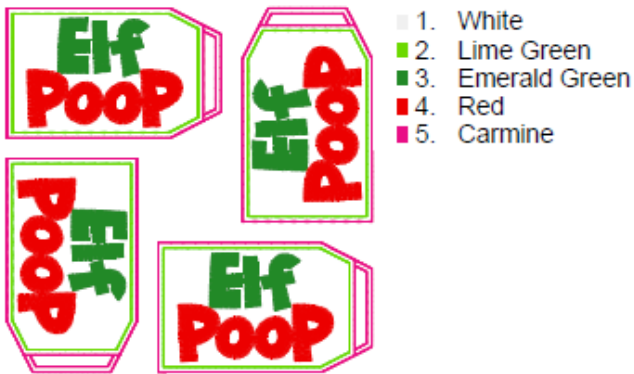 Elf
POOP
Elf
POOP
1. White
2. Lime Green
3. Emerald Green
4. Red
5. Carmine
Elf
POOP
Elf
POOP